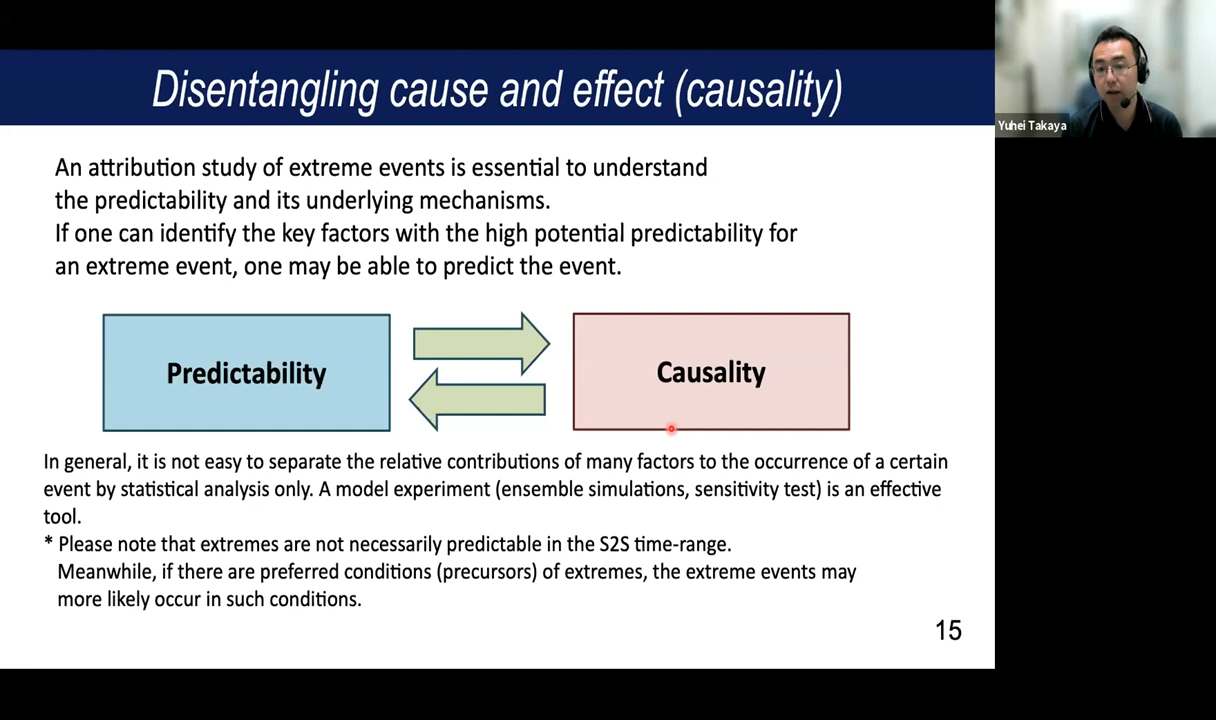 Disentangling cause and effect (causality)
Yuhei Takaya
An attribution study of extreme events is essential to understand
the predictability and its underlying mechanisms.
If one can identify the key factors with the high potential predictability for
an extreme event, one may be able to predict the event.
Predictability
Causality
In general, it is not easy to separate the relative contributions of many factors to the occurrence of a certain
event by statistical analysis only. A model experiment (ensemble simulations, sensitivity test) is an effective
tool.
* Please note that extremes are not necessarily predictable in the S2S time-range.
Meanwhile, if there are preferred conditions (precursors) of extremes, the extreme events may
more likely occur in such conditions.
15